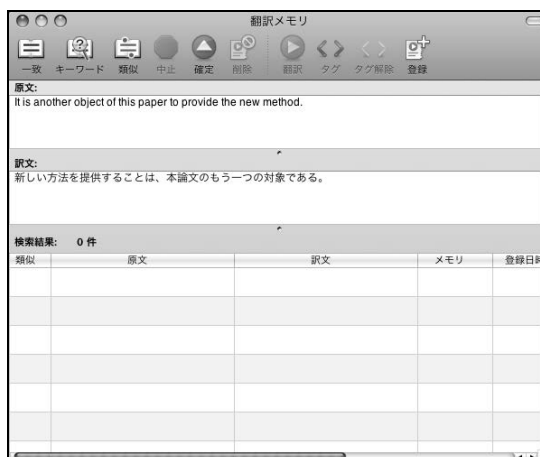 翻訳メモリ
一致 キーワード 類似 中止 確定 削除 翻訳 タグ タグ解除 登録
原文:
It is another object of this paper to provide the new method.
訳文:
新しい方法を提供することは、本論文のもう一つの対象である。
検索結果: 0 件
類似 原文 訳文 メモリ 登録日時